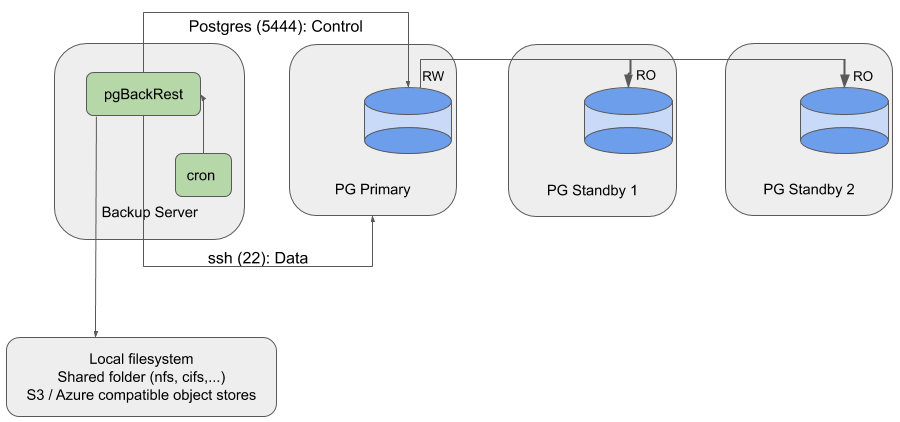 Postgres (5444): Control
pgBackRest
cron
Backup Server
RW
PG Primary
RO
PG Standby 1
RO
PG Standby 2
ssh (22): Data
Local filesystem
Shared folder (nfs, cifs,...)
S3 / Azure compatible object stores